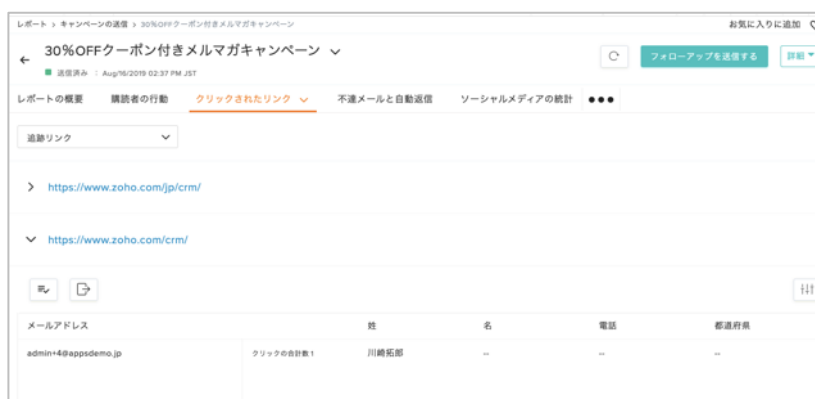 レポート > キャンペーンの送信 > 30%OFFクーポン付きメルマガキャンペーン お気に入りに追加
30%OFFクーポン付きメルマガキャンペーン
送信済み : Aug/16/2019 02:37 PM JST
フォローアップを送信する 詳細
レポートの概要 購読者の行動 クリックされたリンク 不達メールと自動返信 ソーシャルメディアの統計
追跡リンク
https://www.zoho.com/jp/crm/
https://www.zoho.com/crm/
メールアドレス 姓 名 電話 都道府県
admin+4@appsdemo.jp クリックの合計数 1 川崎拓郎 -- -- --